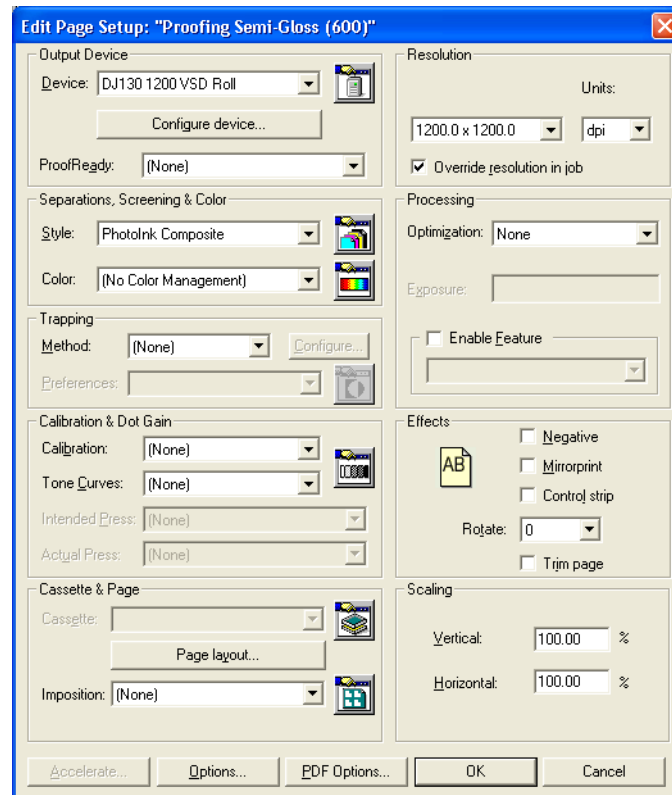 Edit Page Setup: "Proofing Semi-Gloss (600)"
Output Device
Device: DJ130 1200 VSD Roll
Configure device...
ProofReady: (None)
Separations, Screening & Color
Style: PhotoInk Composite
Color: (No Color Management)
Trapping
Method: (None) Configure...
Preferences:
Calibration & Dot Gain
Calibration: (None)
Tone Curves: (None)
Intended Press: (None)
Actual Press: (None)
Cassette & Page
Cassette:
Page layout...
Imposition: (None)
Resolution
Units:
1200.0 x 1200.0 dpi
Override resolution in job
Processing
Optimization: None
Exposure:
Enable Feature
Effects
AB
Negative
Mirrorprint
Control strip
Rotate: 0
Trim page
Scaling
Vertical: 100.00 %
Horizontal: 100.00 %
Accelerate... Options... PDF Options... OK Cancel